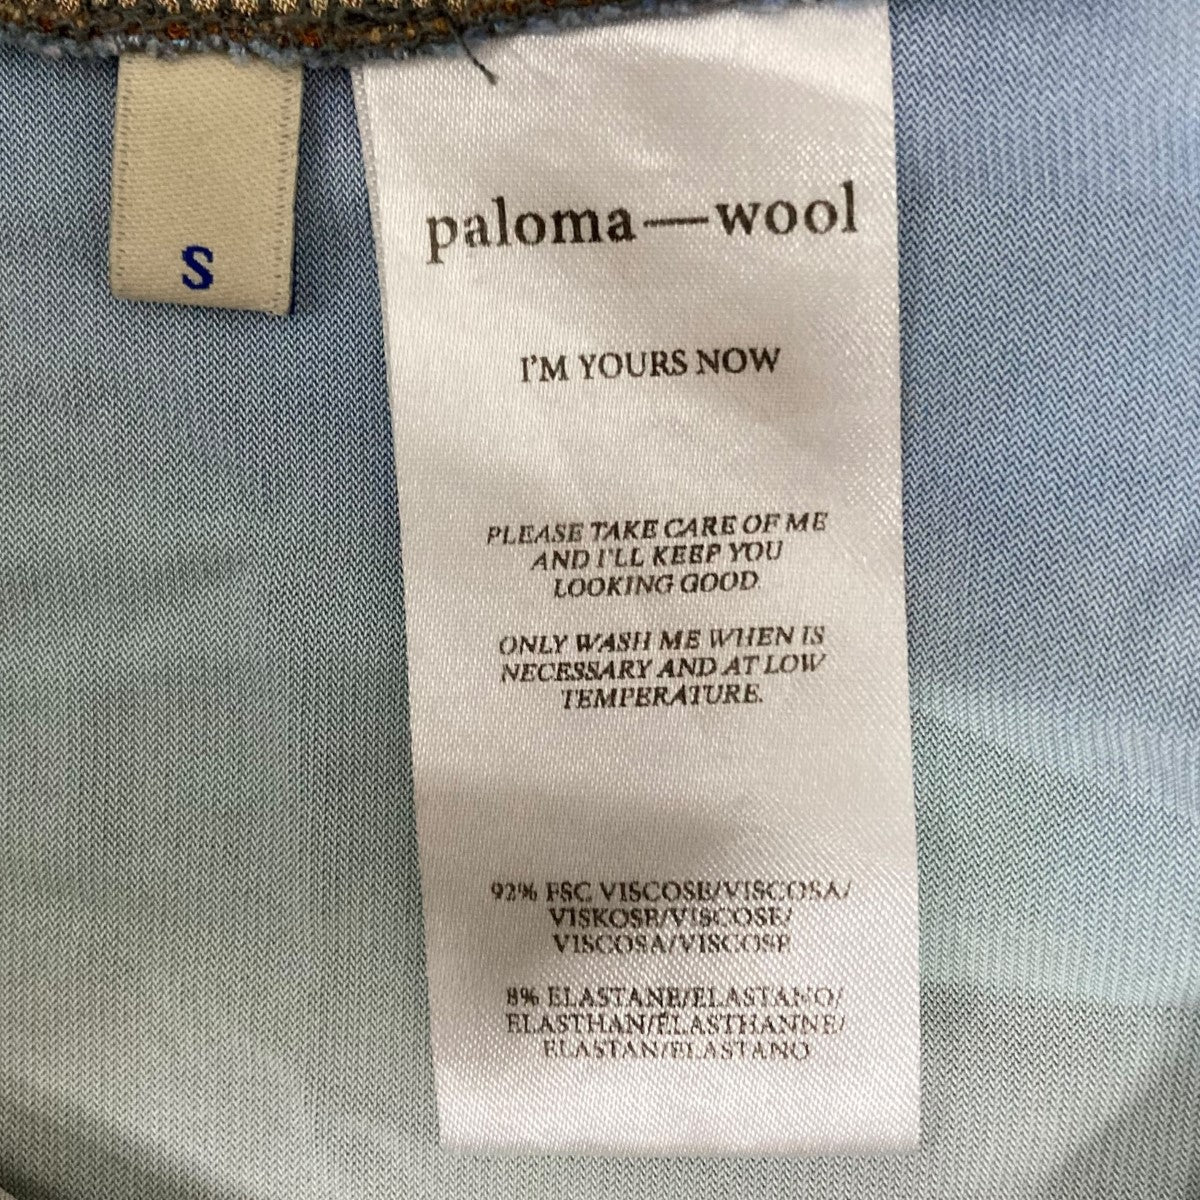 S
paloma—wool
I'M YOURS NOW
PLEASE TAKE CARE OF ME
AND I'LL KEEP YOU
LOOKING GOOD.
ONLY WASH ME WHEN IS
NECESSARY AND AT LOW
TEMPERATURE.
92% FSC VISCOSE/VISCOSA/
VISKOSE/VISCOSE/
VISCOSA/VISCOSE
8% ELASTANE/ELASTANO/
ELASTHAN/ÉLASTHANNE/
ELASTAN/ELASTANO